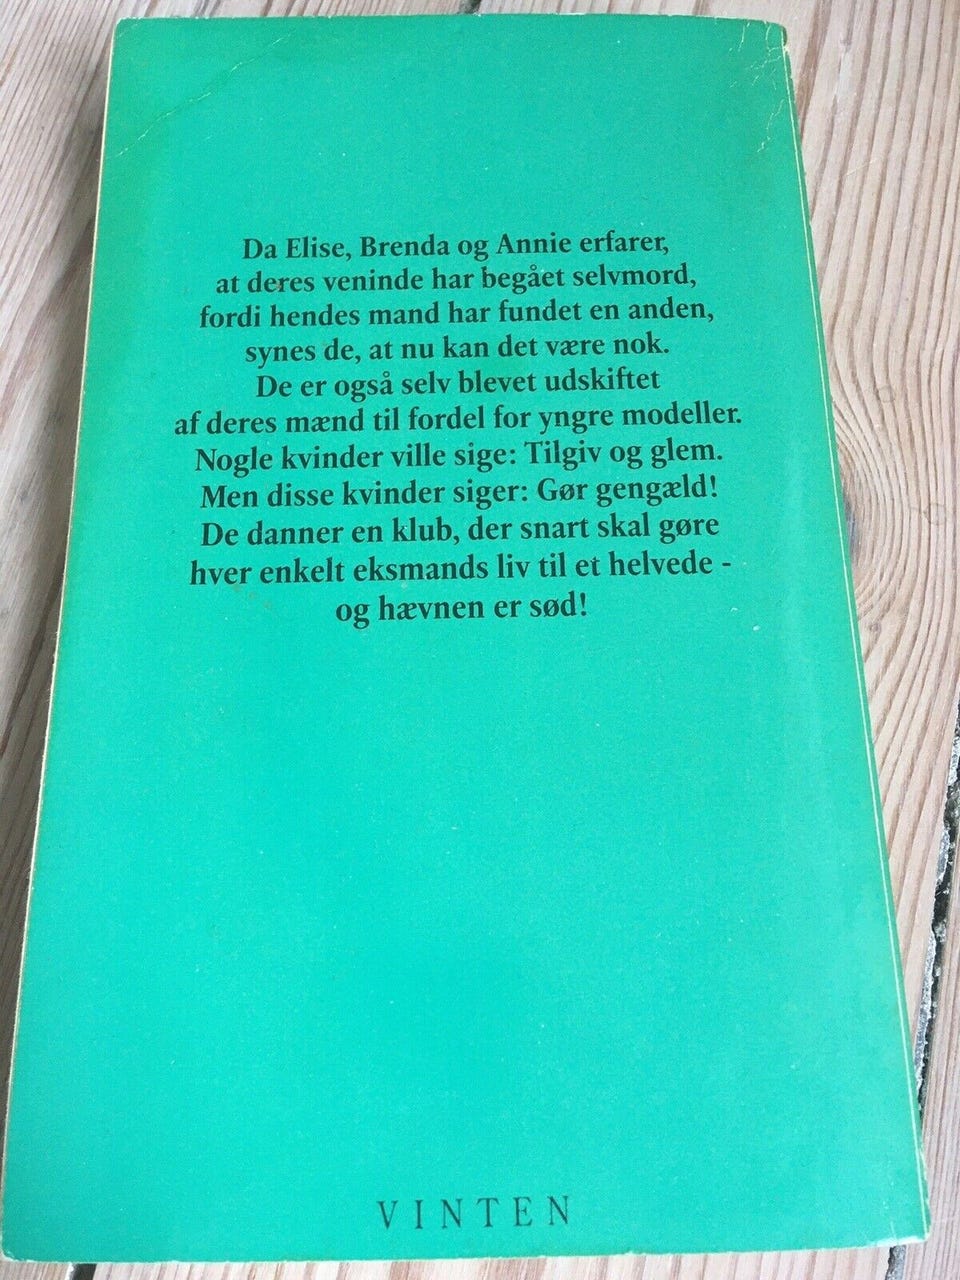 Da Elise, Brenda og Annie erfarer,
at deres veninde har begået selvmord,
fordi hendes mand har fundet en anden,
synes de, at nu kan det være nok.
De er også selv blevet udskiftet
af deres mænd til fordel for yngre modeller.
Nogle kvinder ville sige: Tilgiv og glem.
Men disse kvinder siger: Gør gengæld!
De danner en klub, der snart skal gøre
hver enkelt eksmands liv til et helvede -
og hævnen er sød!
VINTEN